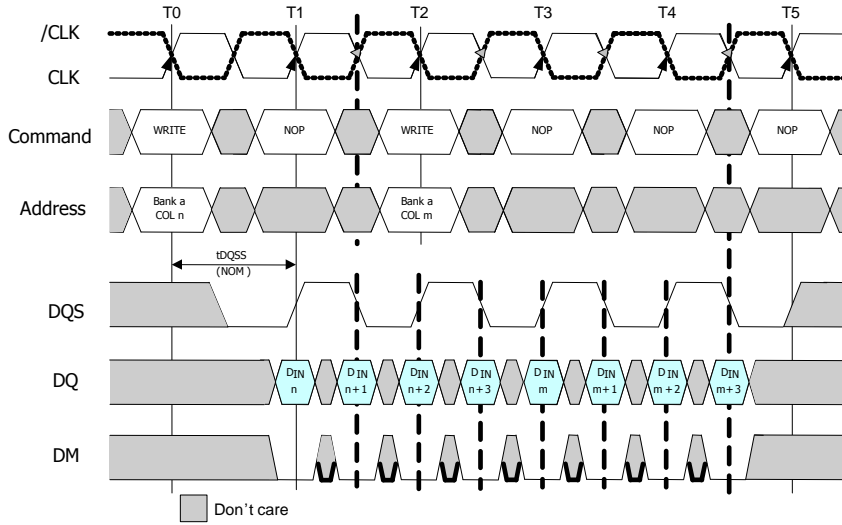 T0 T1 T2 T3 T4 T5
/CLK
CLK
Command WRITE NOP WRITE NOP NOP NOP
Address Bank a COL n Bank a COL m
tDQSS
(NOM )
DQS
DQ DIN n DIN n+1 DIN n+2 DIN n+3 DIN m DIN m+1 DIN m+2 DIN m+3
DM
Don't care